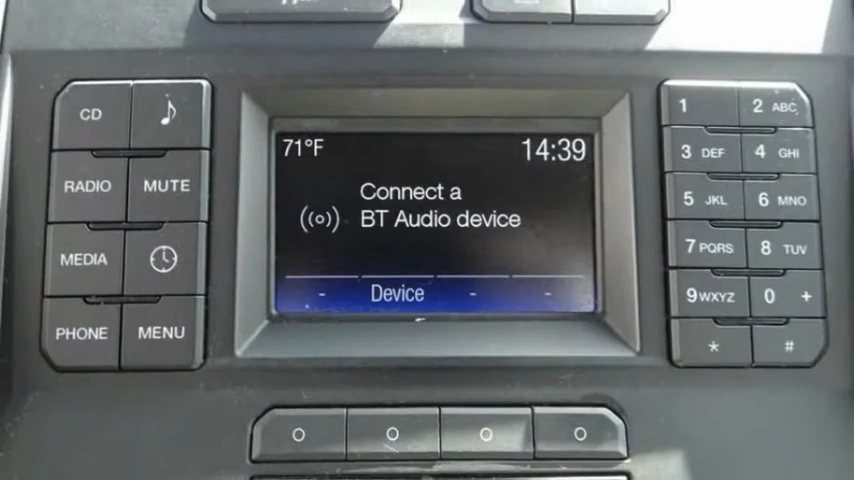 CD
RADIO MUTE
MEDIA
PHONE MENU
71°F 14:39
Connect a
BT Audio device
- Device - -
1 2 ABC
3 DEF 4 GHI
5 JKL 6 MNO
7 PQRS 8 TUV
9 WXYZ 0 +
* #